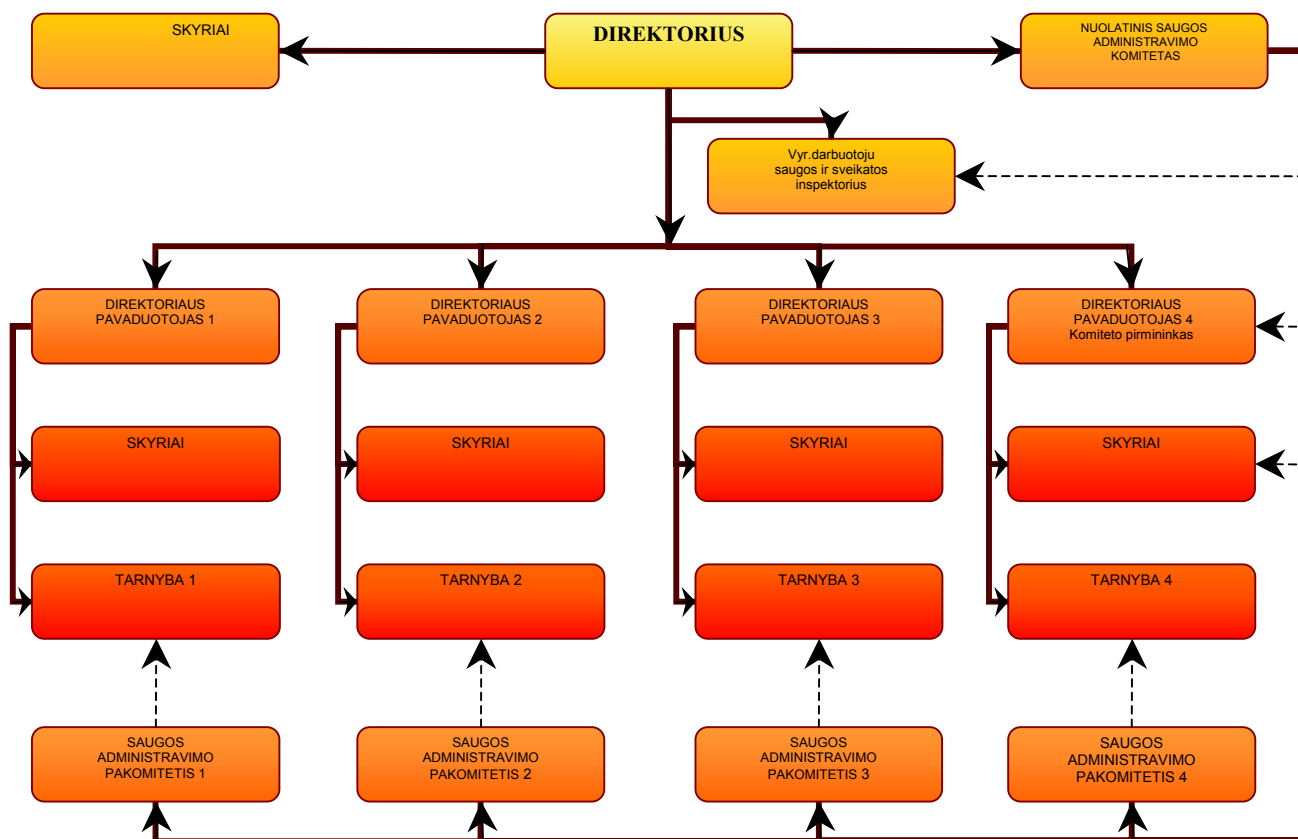 SKYRIAI
DIREKTORIUS
NUOLATINIS SAUGOS
ADMINISTRAVIMO
KOMITETAS
Vyr.darbuotoju
saugos ir sveikatos
inspektorius
DIREKTORIAUS
PAVADUOTOJAS 1
DIREKTORIAUS
PAVADUOTOJAS 2
DIREKTORIAUS
PAVADUOTOJAS 3
DIREKTORIAUS
PAVADUOTOJAS 4
Komiteto pirmininkas
SKYRIAI
SKYRIAI
SKYRIAI
SKYRIAI
TARNYBA 1
TARNYBA 2
TARNYBA 3
TARNYBA 4
SAUGOS
ADMINISTRAVIMO
PAKOMITETIS 1
SAUGOS
ADMINISTRAVIMO
PAKOMITETIS 2
SAUGOS
ADMINISTRAVIMO
PAKOMITETIS 3
SAUGOS
ADMINISTRAVIMO
PAKOMITETIS 4